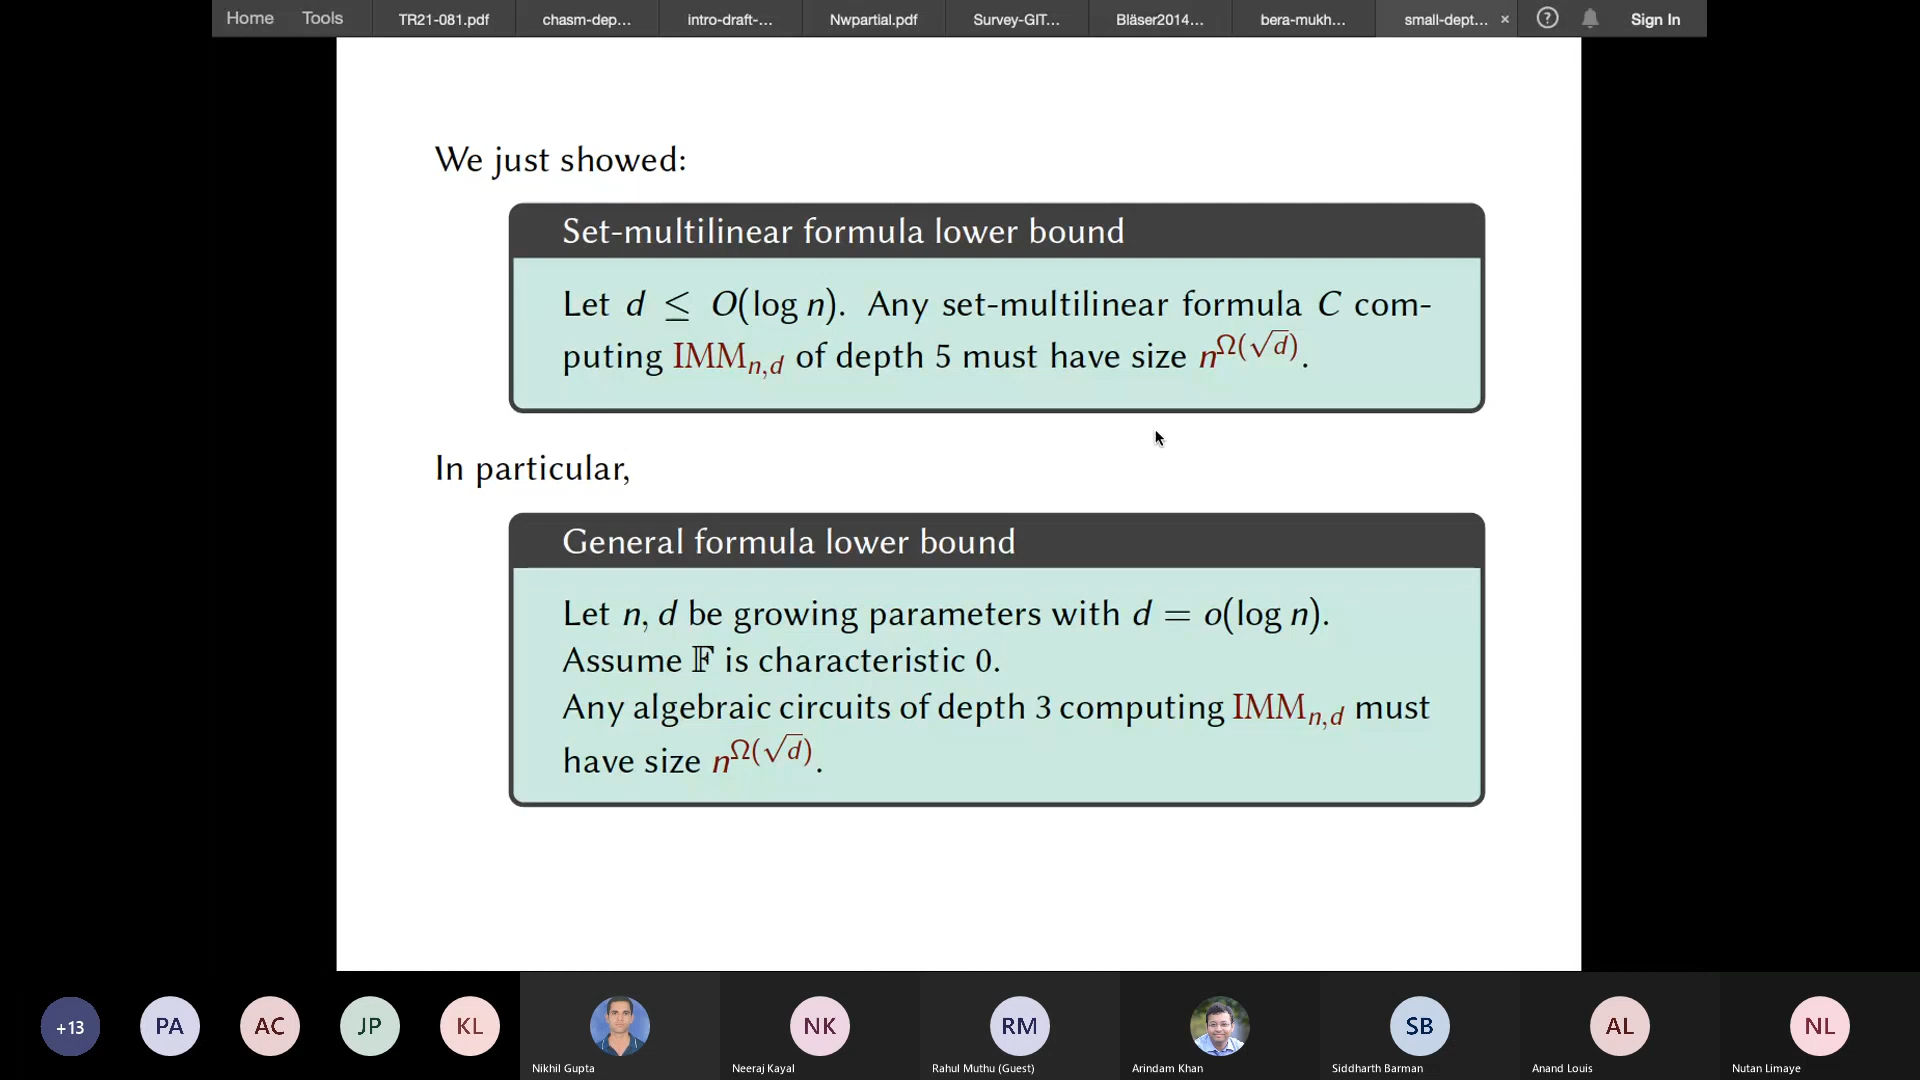 Home Tools TR21-081.pdf chasm-dep... intro-draft-... Nwpartial.pdf Survey-GIT... Bläser2014... bera-mukh... small-dept... × ? Sign In
We just showed:
Set-multilinear formula lower bound
Let d ≤ O(log n). Any set-multilinear formula C com-
puting IMM_{n,d} of depth 5 must have size n^{Ω(√d)}.
In particular,
General formula lower bound
Let n, d be growing parameters with d = o(log n).
Assume 𝔽 is characteristic 0.
Any algebraic circuits of depth 3 computing IMM_{n,d} must
have size n^{Ω(√d)}.
+13 PA AC JP KL NK RM SB AL NL
Nikhil Gupta Neeraj Kayal Rahul Muthu (Guest) Arindam Khan Siddharth Barman Anand Louis Nutan Limaye